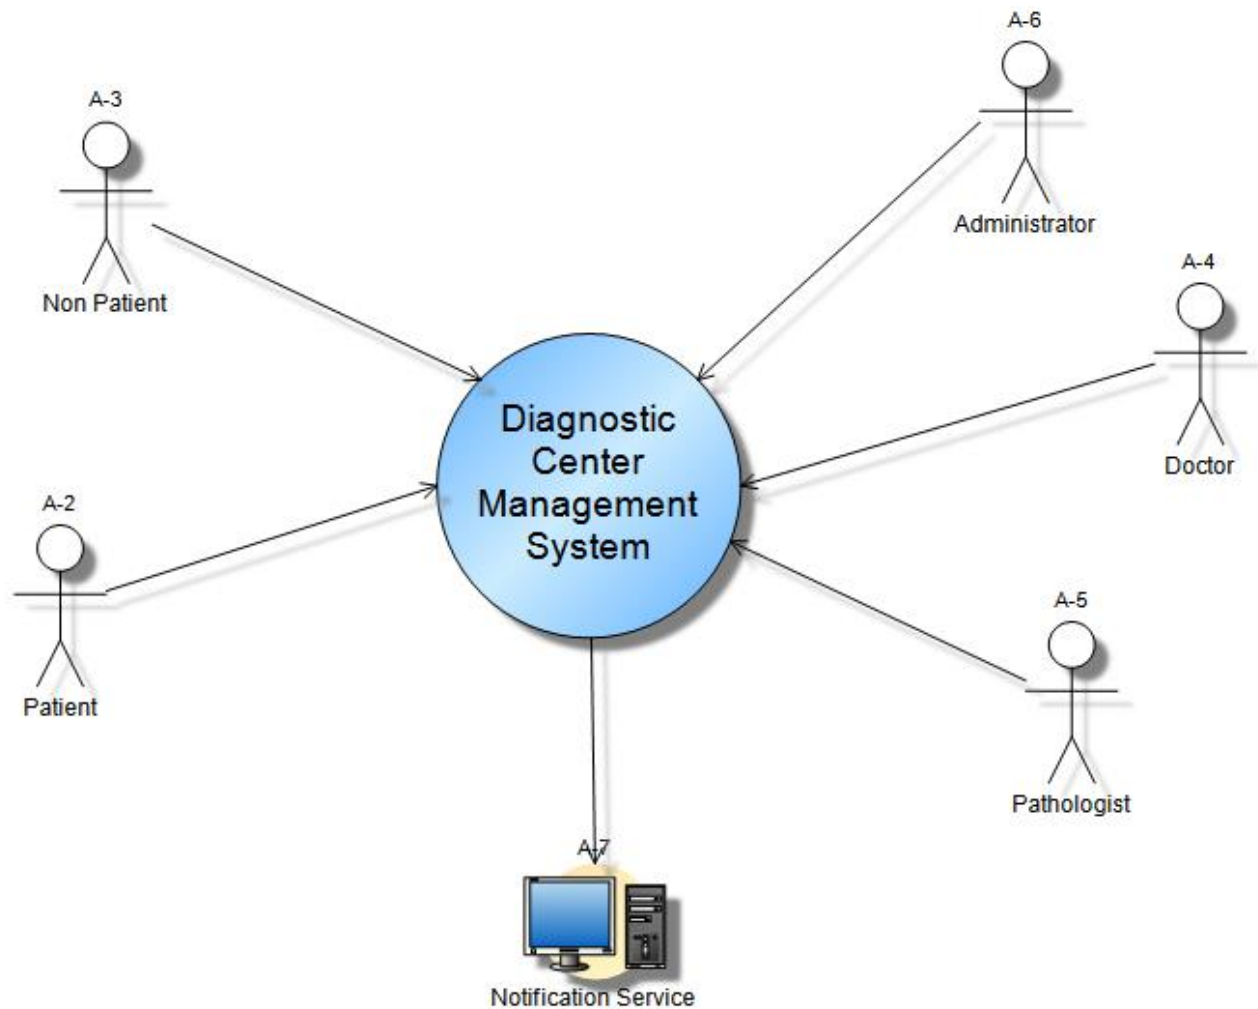 A-6
A-3
Administrator
A-4
Non Patient
Diagnostic
Center
Management
System
Doctor
A-2
A-5
Patient
Pathologist
A-7
Notification Service